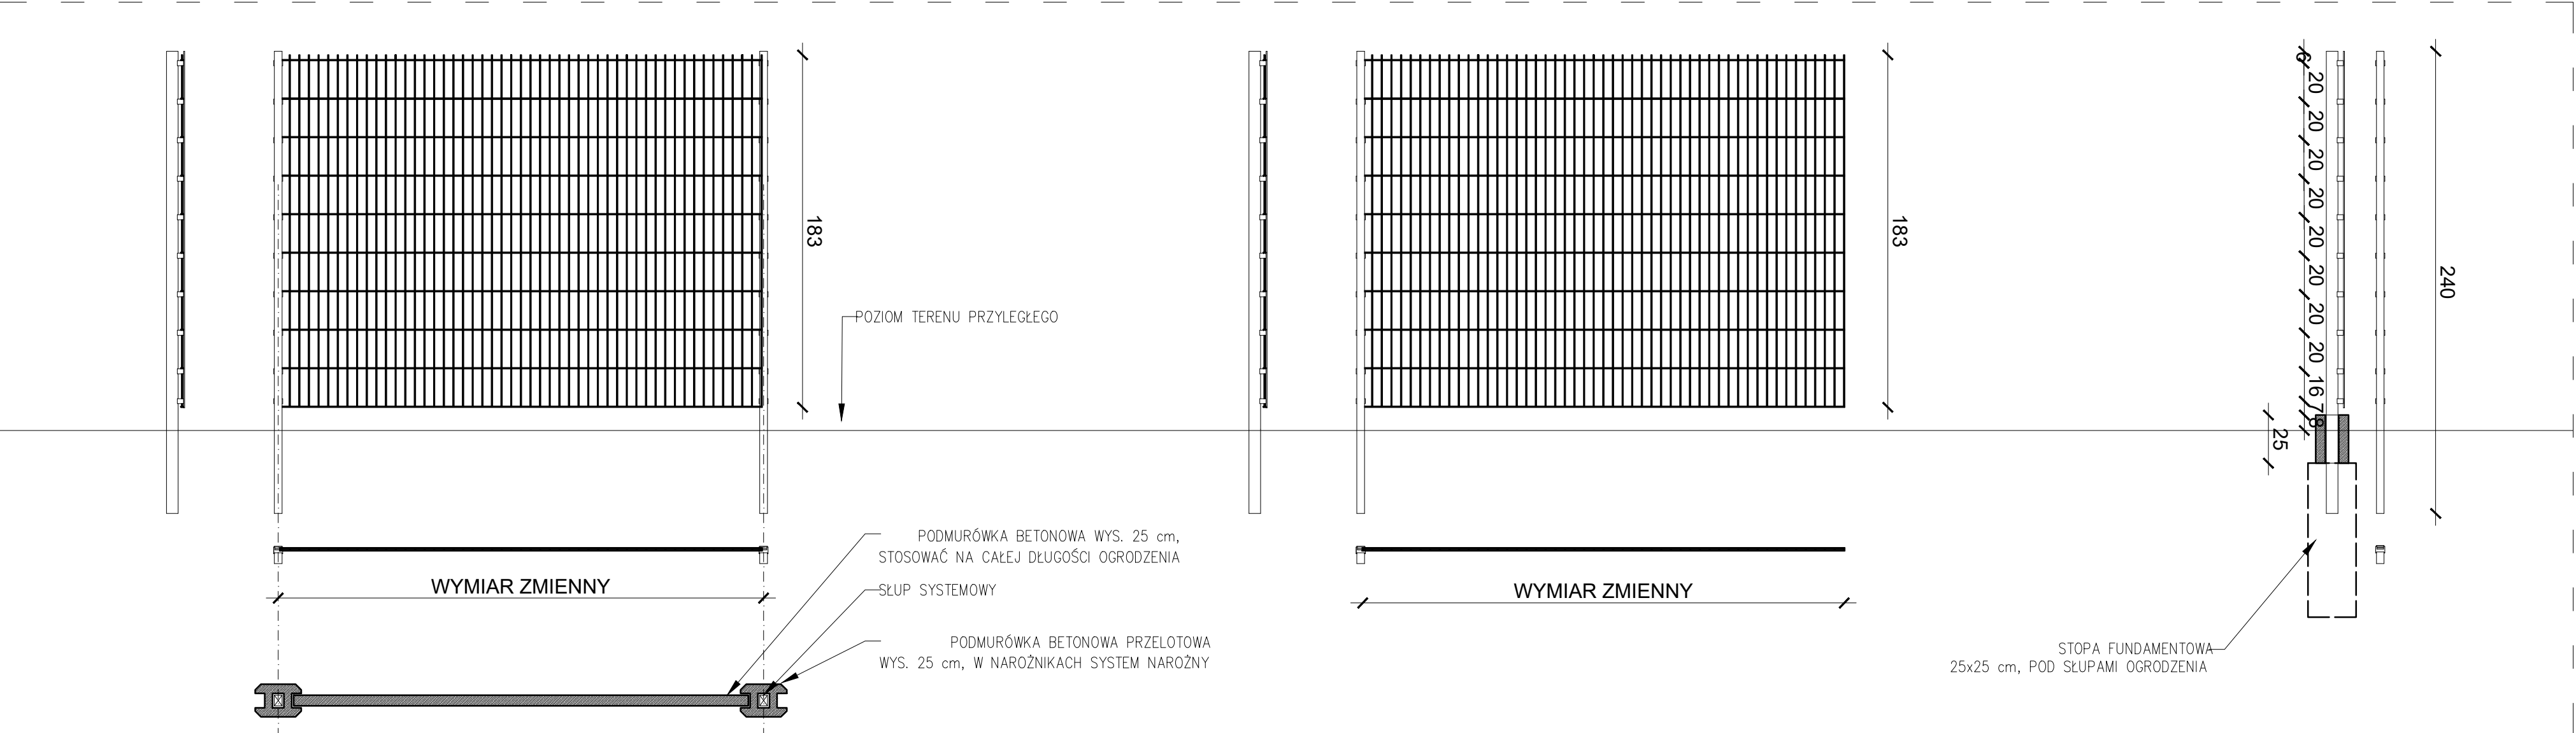 183
POZIOM TERENU PRZYLEGŁEGO
WYMIAR ZMIENNY
PODMURÓWKA BETONOWA WYS. 25 cm,
STOSOWAĆ NA CAŁEJ DŁUGOŚCI OGRODZENIA
SŁUP SYSTEMOWY
PODMURÓWKA BETONOWA PRZELOTOWA
WYS. 25 cm, W NAROŻNIKACH SYSTEM NAROŻNY
183
WYMIAR ZMIENNY
6
20
20
20
20
20
20
20
20
16
7
8
25
240
STOPA FUNDAMENTOWA
25x25 cm, POD SŁUPAMI OGRODZENIA